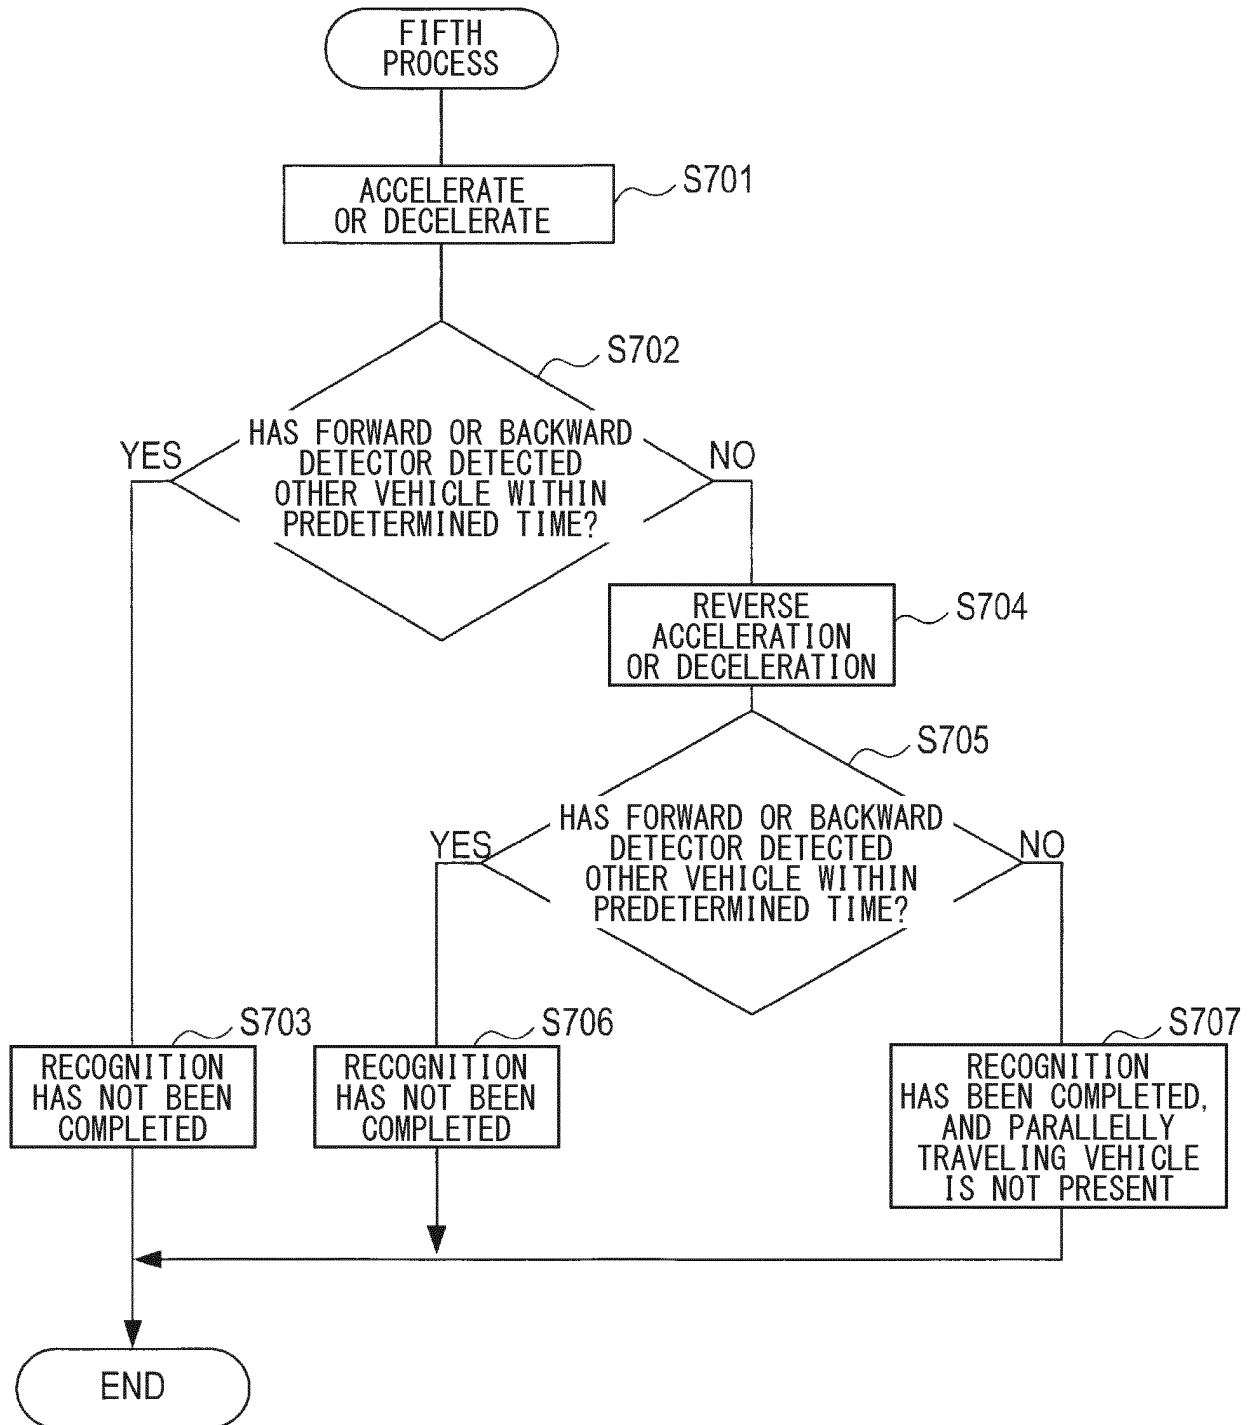 FIFTH
PROCESS
ACCELERATE
OR DECELERATE
S701
S702
HAS FORWARD OR BACKWARD
DETECTOR DETECTED
OTHER VEHICLE WITHIN
PREDETERMINED TIME?
YES
NO
REVERSE
ACCELERATION
OR DECELERATION
S704
S705
HAS FORWARD OR BACKWARD
DETECTOR DETECTED
OTHER VEHICLE WITHIN
PREDETERMINED TIME?
YES
NO
S703
RECOGNITION
HAS NOT BEEN
COMPLETED
S706
RECOGNITION
HAS NOT BEEN
COMPLETED
S707
RECOGNITION
HAS BEEN COMPLETED,
AND PARALLELLY
TRAVELING VEHICLE
IS NOT PRESENT
END